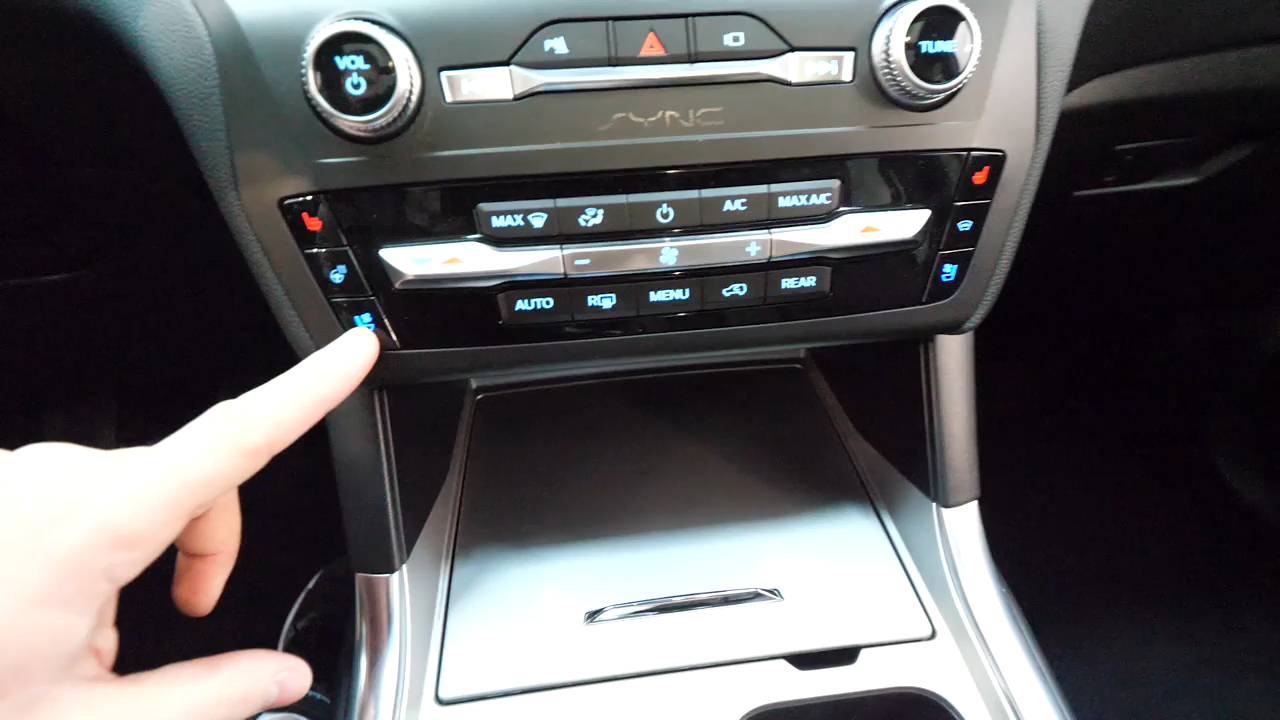 VOL
TUNE
SYNC
MAX
A/C
MAX A/C
AUTO
R
MENU
REAR